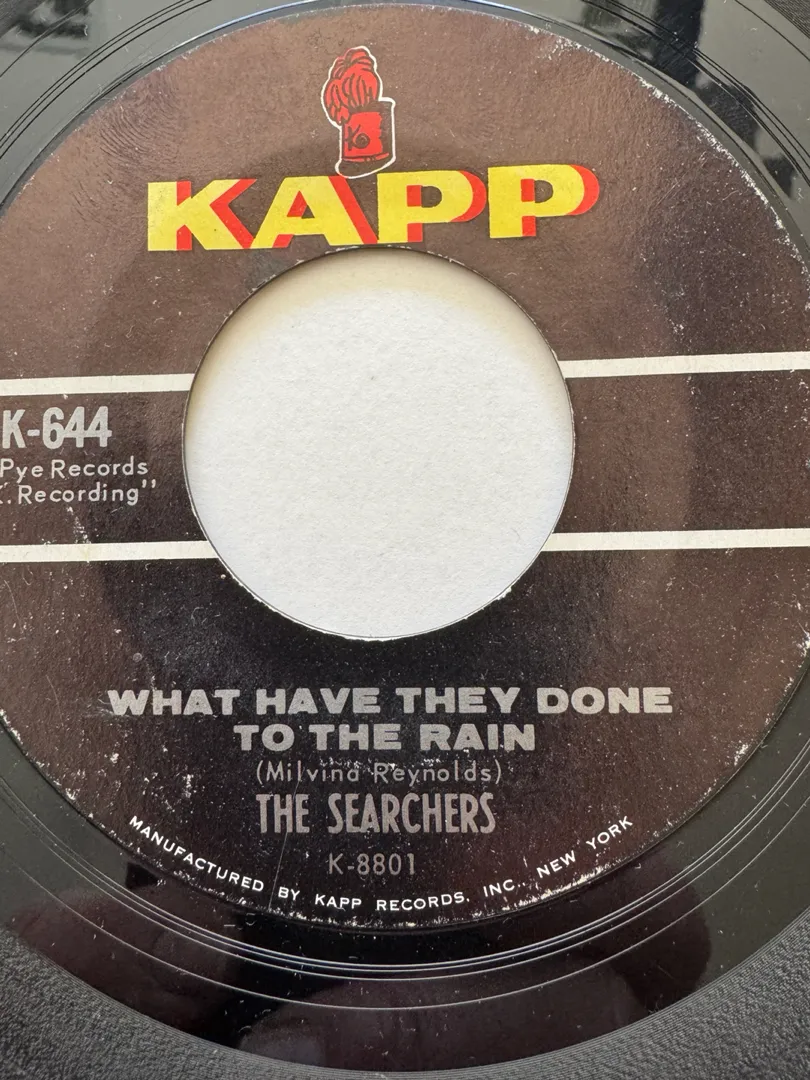 K
KAPP
K-644
Pye Records
. Recording"
WHAT HAVE THEY DONE
TO THE RAIN
(Milvina Reynolds)
THE SEARCHERS
K-8801
MANUFACTURED BY KAPP RECORDS, INC., NEW YORK